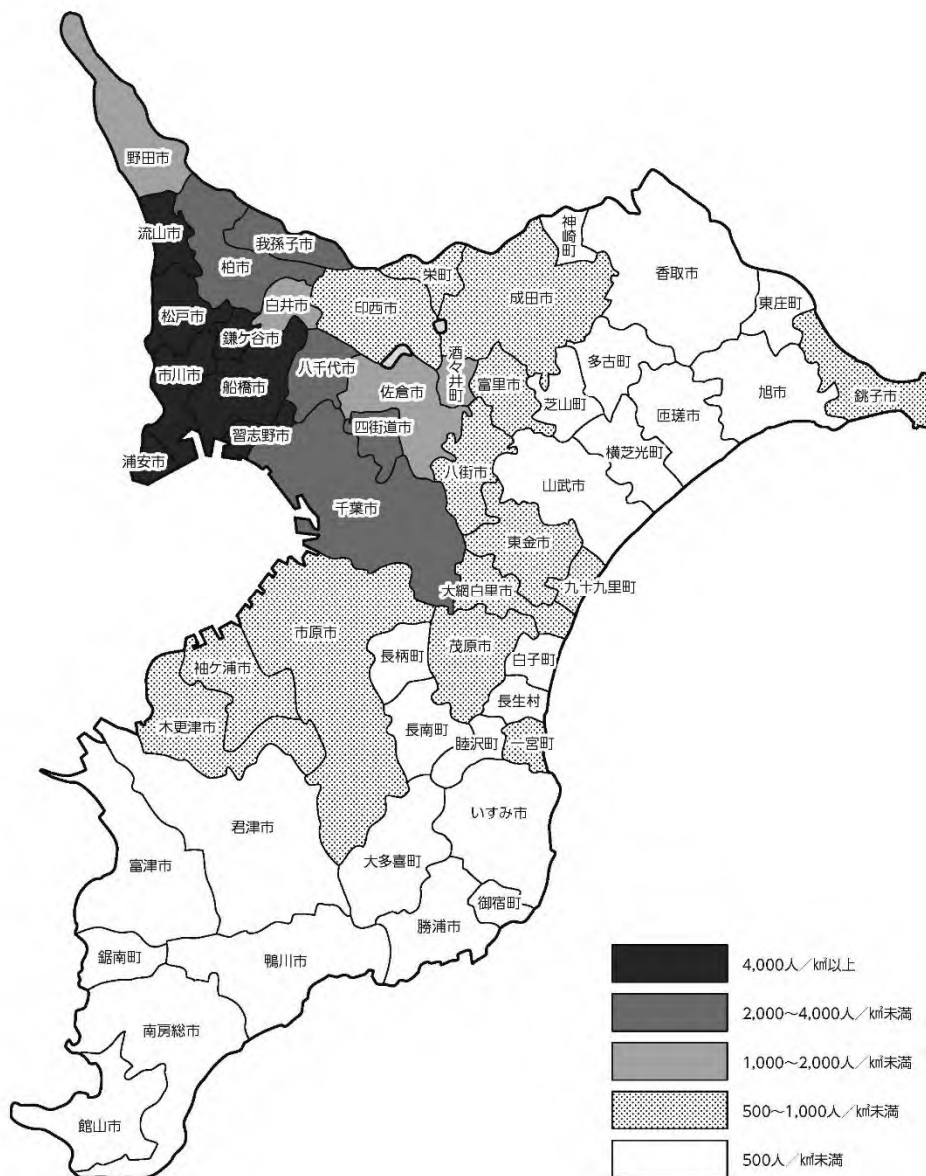 野田市
流山市
我孫子市
柏市
神崎町
栄町
成田市
香取市
白井市
印西市
東庄町
松戸市
鎌ケ谷市
酒々井町
多古町
八千代市
市川市
船橋市
佐倉市
富里市
芝山町
匝瑳市
旭市
銚子市
四街道市
習志野市
浦安市
八街市
横芝光町
山武市
千葉市
東金市
大網白里市
九十九里町
市原市
長柄町
茂原市
白子町
袖ケ浦市
長生村
木更津市
長南町
睦沢町
一宮町
君津市
いすみ市
大多喜町
富津市
御宿町
勝浦市
鋸南町
鴨川市
南房総市
館山市
4,000人/㎢以上
2,000～4,000人/㎢未満
1,000～2,000人/㎢未満
500～1,000人/㎢未満
500人/㎢未満